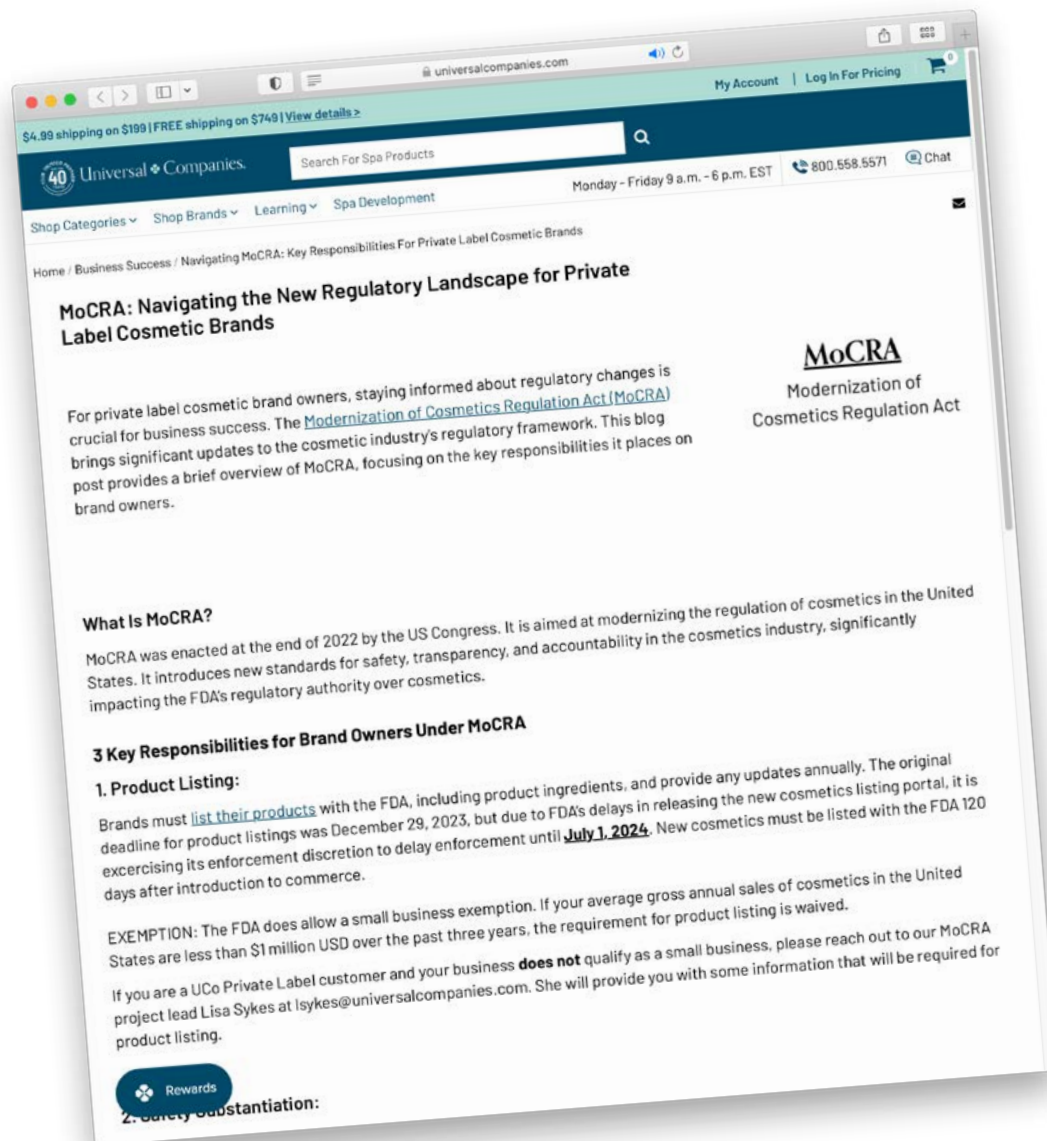 universalcompanies.com
$4.99 shipping on $199 | FREE shipping on $749 | View details >
My Account | Log In For Pricing
0
40
Universal Companies.
Search For Spa Products
Shop Categories Shop Brands Learning Spa Development
Monday - Friday 9 a.m. - 6 p.m. EST 800.558.5571 Chat
Home / Business Success / Navigating MoCRA: Key Responsibilities For Private Label Cosmetic Brands
MoCRA: Navigating the New Regulatory Landscape for Private
Label Cosmetic Brands
For private label cosmetic brand owners, staying informed about regulatory changes is
crucial for business success. The Modernization of Cosmetics Regulation Act (MoCRA)
brings significant updates to the cosmetic industry's regulatory framework. This blog
post provides a brief overview of MoCRA, focusing on the key responsibilities it places on
brand owners.
MoCRA
Modernization of
Cosmetics Regulation Act
What Is MoCRA?
MoCRA was enacted at the end of 2022 by the US Congress. It is aimed at modernizing the regulation of cosmetics in the United
States. It introduces new standards for safety, transparency, and accountability in the cosmetics industry, significantly
impacting the FDA's regulatory authority over cosmetics.
3 Key Responsibilities for Brand Owners Under MoCRA
1. Product Listing:
Brands must list their products with the FDA, including product ingredients, and provide any updates annually. The original
deadline for product listings was December 29, 2023, but due to FDA's delays in releasing the new cosmetics listing portal, it is
excercising its enforcement discretion to delay enforcement until July 1, 2024. New cosmetics must be listed with the FDA 120
days after introduction to commerce.
EXEMPTION: The FDA does allow a small business exemption. If your average gross annual sales of cosmetics in the United
States are less than $1 million USD over the past three years, the requirement for product listing is waived.
If you are a UCo Private Label customer and your business does not qualify as a small business, please reach out to our MoCRA
project lead Lisa Sykes at lsykes@universalcompanies.com. She will provide you with some information that will be required for
product listing.
Rewards
2. Safety Substantiation: